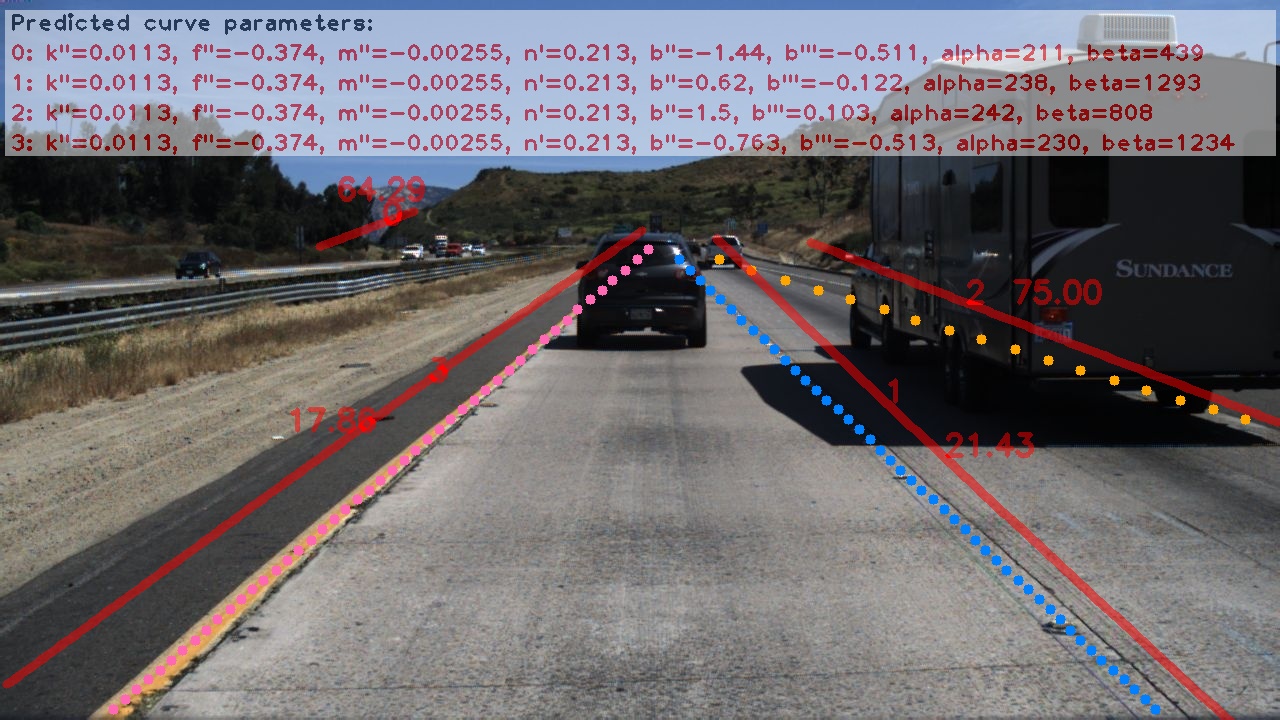 Predicted curve parameters:
0: k''=0.0113, f''=-0.374, m''=-0.00255, n'=0.213, b''=-1.44, b'''=-0.511, alpha=211, beta=439
1: k''=0.0113, f''=-0.374, m''=-0.00255, n'=0.213, b''=0.62, b'''=-0.122, alpha=238, beta=1293
2: k''=0.0113, f''=-0.374, m''=-0.00255, n'=0.213, b''=1.5, b'''=0.103, alpha=242, beta=808
3: k''=0.0113, f''=-0.374, m''=-0.00255, n'=0.213, b''=-0.763, b'''=-0.513, alpha=230, beta=1234
64.29
0
SUNDANCE
2 75.00
3
1
17.86
21.43